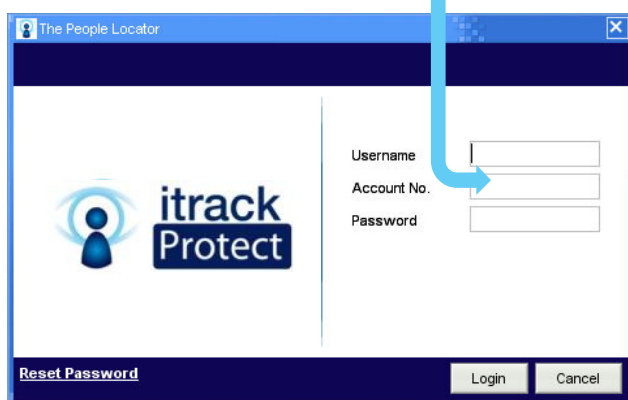 The People Locator
Username
Account No.
itrack
Protect
Password
Reset Password
Login
Cancel